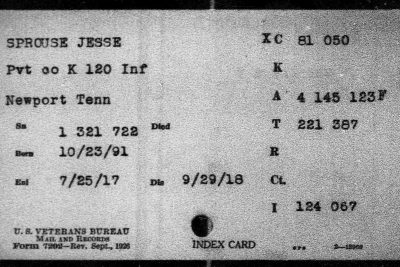 SPROUSE JESSE XC 81 050
Pvt co K 120 Inf K
Newport Tenn A 4 145 123F
Sn 1 321 722 Died T 221 387
Born 10/23/91 R
Enl 7/25/17 Dis 9/29/18 Ct.
I 124 067
U. S. VETERANS BUREAU
MAIL AND RECORDS
Form 7202—Rev. Sept., 1926 INDEX CARD